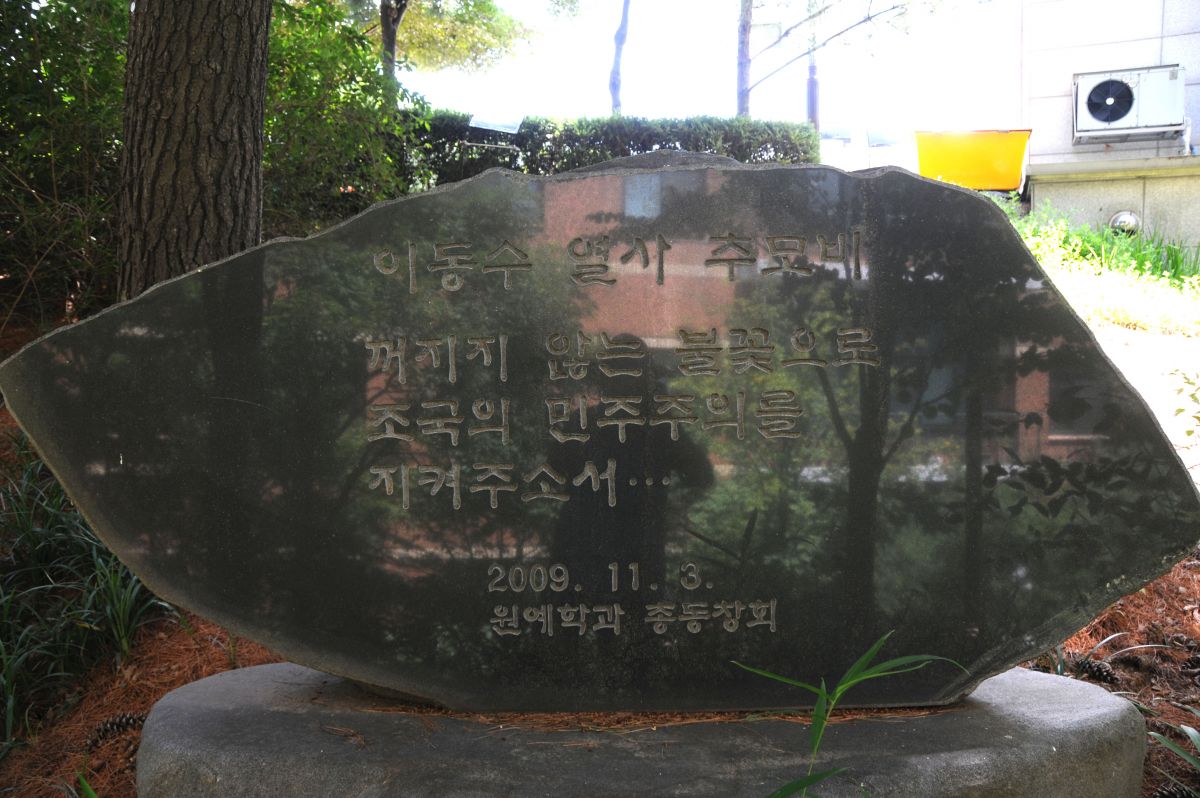 이동수 열사 추모비
꺼지지 않는 불꽃으로
조국의 민주주의를
지켜주소서…
2009. 11. 3.
원예학과 총동창회